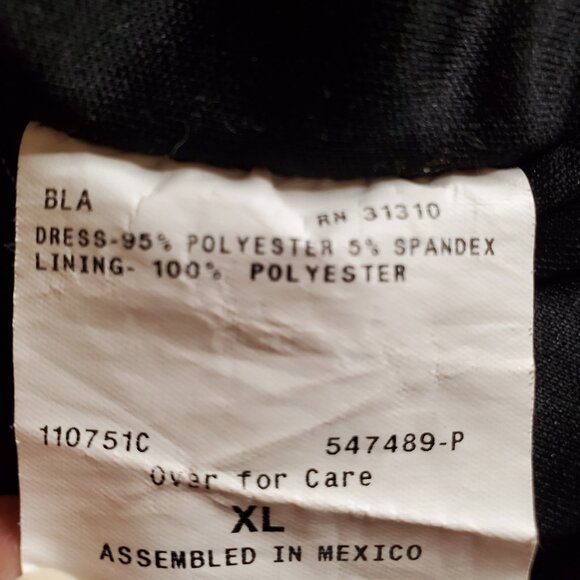 BLA RN 31310
DRESS-95% POLYESTER 5% SPANDEX
LINING- 100% POLYESTER
110751C 547489-P
Over for Care
XL
ASSEMBLED IN MEXICO